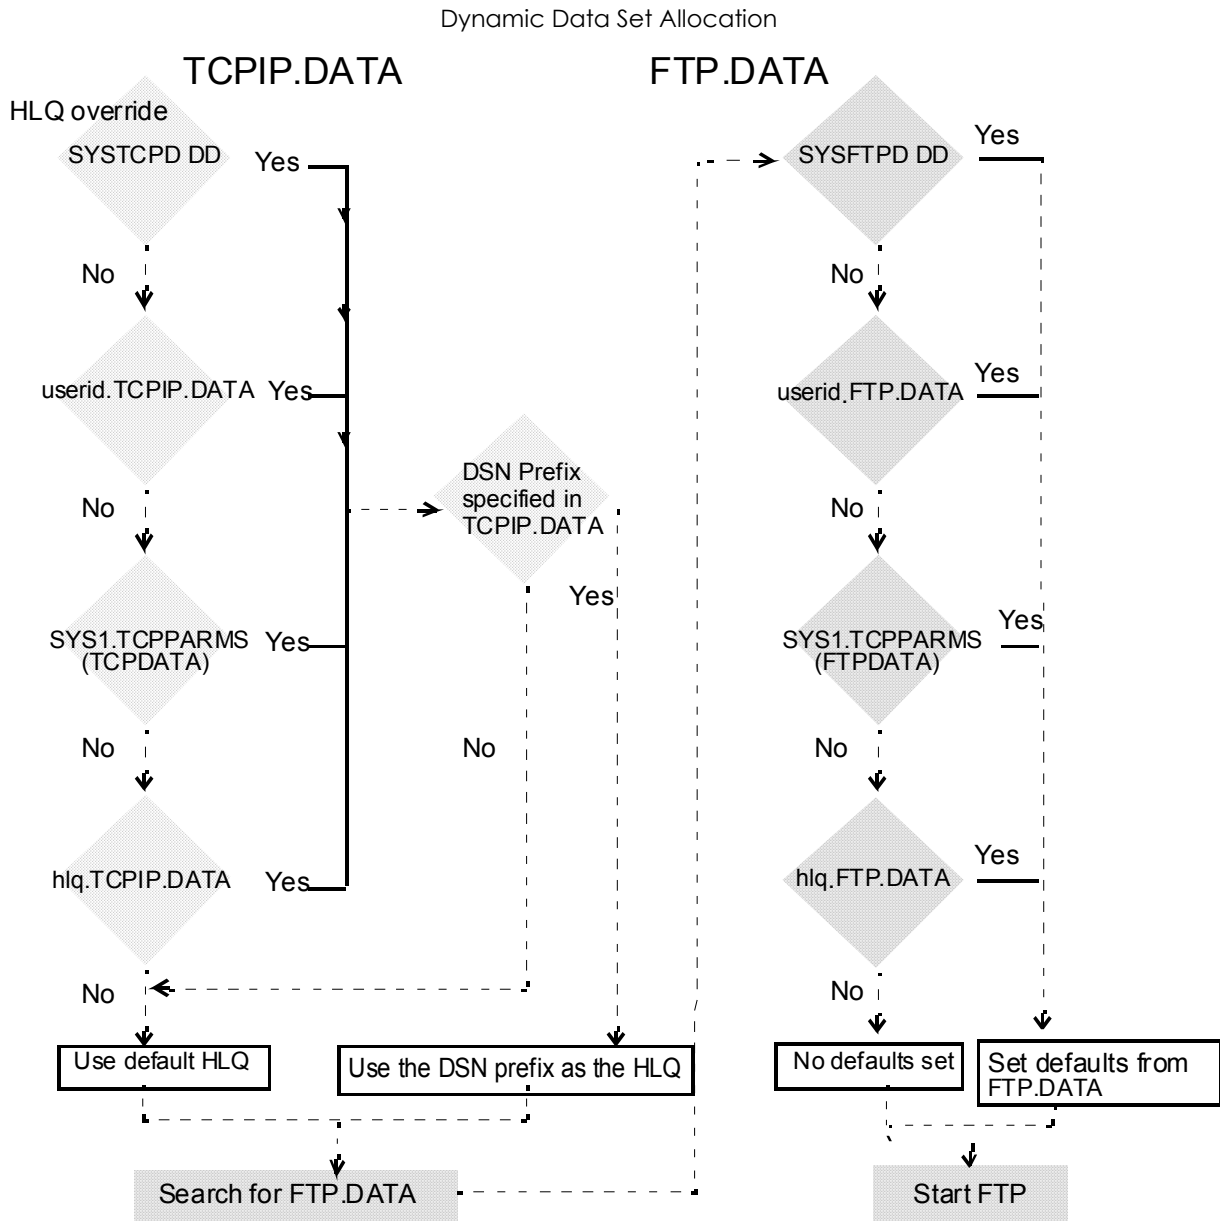 Dynamic Data Set Allocation
TCPIP.DATA
FTP.DATA
HLQ override
SYSTCPD DD
Yes
SYSFTPD DD
Yes
No
No
userid.TCPIP.DATA
Yes
userid.FTP.DATA
Yes
DSN Prefix
specified in
TCPIP.DATA
No
No
Yes
SYS1.TCPPARMS
(TCPDATA)
Yes
SYS1.TCPPARMS
(FTPDATA)
Yes
No
No
No
hlq.TCPIP.DATA
Yes
hlq.FTP.DATA
Yes
No
No
Use default HLQ
Use the DSN prefix as the HLQ
No defaults set
Set defaults from
FTP.DATA
Search for FTP.DATA
Start FTP